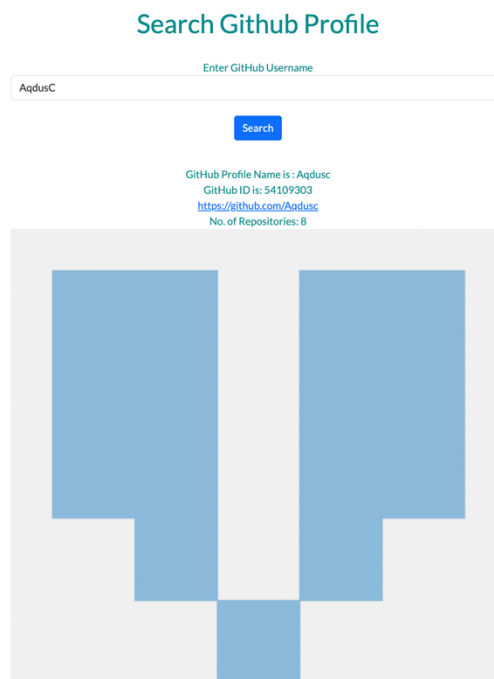 Search Github Profile
Enter GitHub Username
AqdusC
Search
GitHub Profile Name is : Aqdusc
GitHub ID is: 54109303
https://github.com/Aqdusc
No. of Repositories: 8